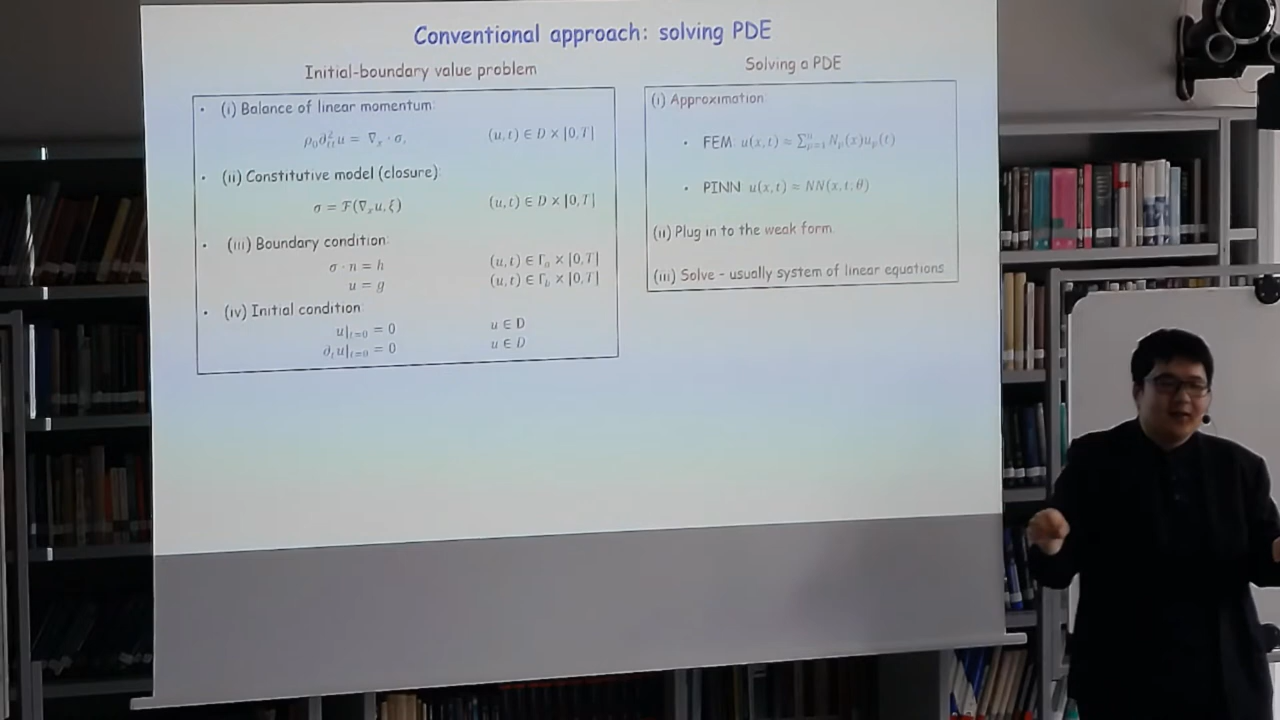 Conventional approach: solving PDE
Initial-boundary value problem
• (i) Balance of linear momentum:
ρ₀∂²ₜₜu = ∇ₓ · σ, (u, t) ∈ D × [0, T]
• (ii) Constitutive model (closure):
σ = F(∇ₓu, ξ) (u, t) ∈ D × [0, T]
• (iii) Boundary condition:
σ · n = h (u, t) ∈ Γₐ × [0, T]
u = g (u, t) ∈ Γ_b × [0, T]
• (iv) Initial condition:
u|ₜ₌₀ = 0 u ∈ D
∂ₜu|ₜ₌₀ = 0 u ∈ D
Solving a PDE
(i) Approximation:
• FEM: u(x, t) ≈ Σⁿₚ₌₁ Nₚ(x)uₚ(t)
• PINN: u(x, t) ≈ NN(x, t, θ)
(ii) Plug in to the weak form.
(iii) Solve - usually system of linear equations.